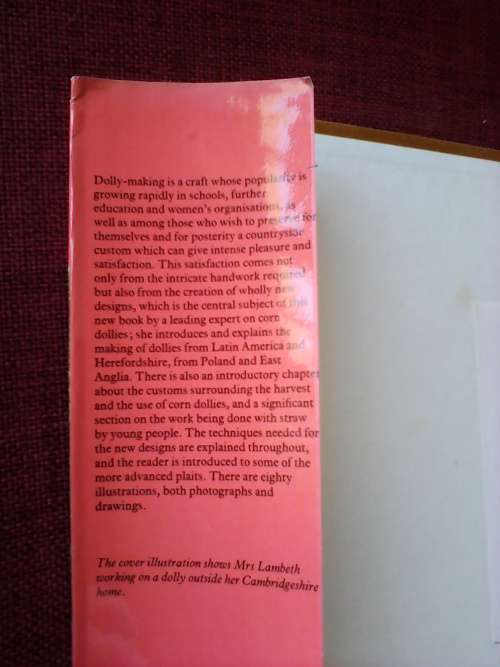 Dolly-making is a craft whose popularity is
growing rapidly in schools, further
education and women's organisations, as
well as among those who wish to preserve for
themselves and for posterity a countryside
custom which can give intense pleasure and
satisfaction. This satisfaction comes not
only from the intricate handwork required
but also from the creation of wholly new
designs, which is the central subject of this
new book by a leading expert on corn
dollies; she introduces and explains the
making of dollies from Latin America and
Herefordshire, from Poland and East
Anglia. There is also an introductory chapter
about the customs surrounding the harvest
and the use of corn dollies, and a significant
section on the work being done with straw
by young people. The techniques needed for
the new designs are explained throughout,
and the reader is introduced to some of the
more advanced plaits. There are eighty
illustrations, both photographs and
drawings.
The cover illustration shows Mrs Lambeth
working on a dolly outside her Cambridgeshire
home.